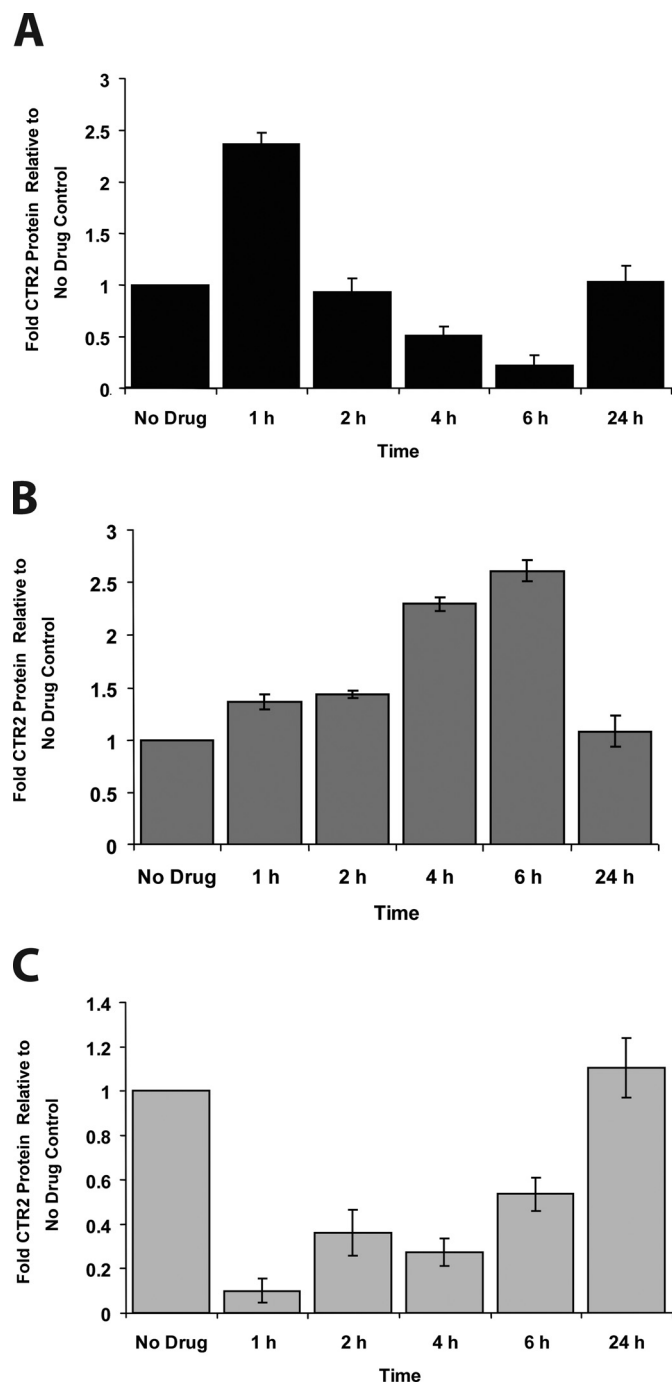 A
Fold CTR2 Protein Relative to
No Drug Control
3
2.5
2
1.5
1
0.5
0
No Drug 1 h 2 h 4 h 6 h 24 h
Time
B
Fold CTR2 Protein Relative to
No Drug Control
3
2.5
2
1.5
1
0.5
0
No Drug 1 h 2 h 4 h 6 h 24 h
Time
C
Fold CTR2 Protein Relative to
No Drug Control
1.4
1.2
1
0.8
0.6
0.4
0.2
0
No Drug 1 h 2 h 4 h 6 h 24 h
Time